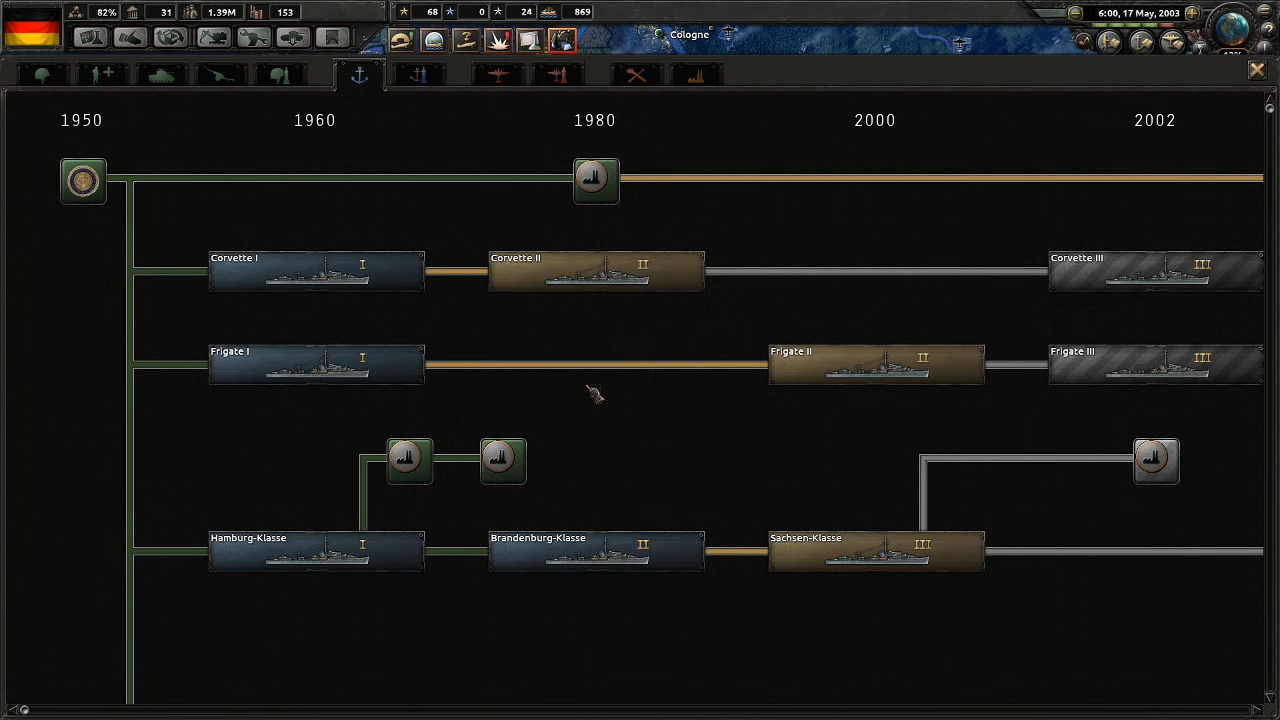 82% 31 1.39M 153 68 0 24 869 6:00, 17 May, 2003
Cologne
1950 1960 1980 2000 2002
Corvette I I Corvette II II Corvette III III
Frigate I I Frigate II II Frigate III III
Hamburg-Klasse I Brandenburg-Klasse II Sachsen-Klasse III